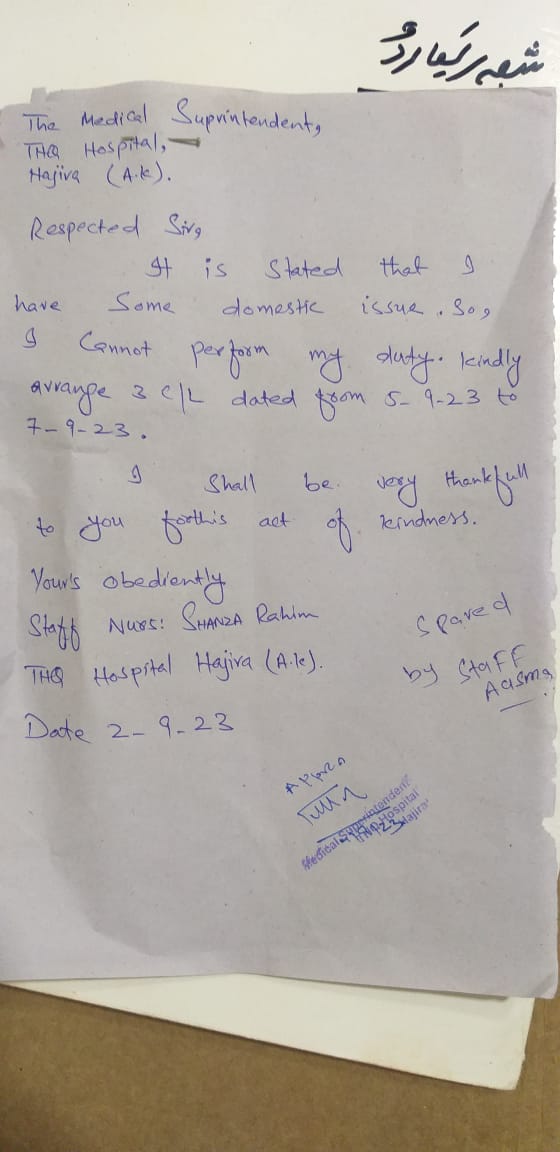 شعبہ ریکارڈ
The Medical Suprintendent,
THQ Hospital,
Hajira (A.k).
Respected Sir,
It is Stated that I
have Some domestic issue. So,
I Cannot perform my duty. kindly
arrange 3 C/L dated from 5-9-23 to
7-9-23.
I Shall be very thankfull
to you forthis act of kindness.
Your's obediently
Staff Nurs: SHANZA Rahim
THQ Hospital Hajira (A.k).
Date 2-9-23
Spared
by STAFF
Aasma
Medical Superintendent
THQ Hospital
Hajira